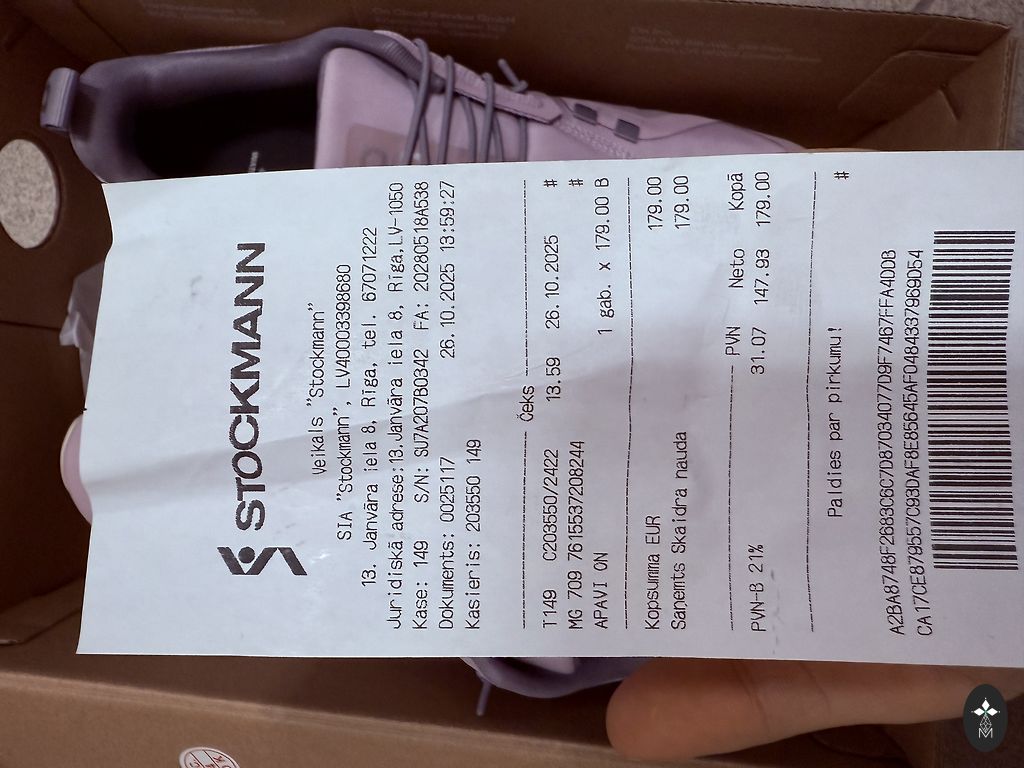 STOCKMANN
Veikals "Stockmann"
SIA "Stockmann", LV40003398680
13. Janvāra iela 8, Rīga, tel. 67071222
Juridiskā adrese:13.Janvāra iela 8, Rīga,LV-1050
Kase: 149 S/N: SU7A207B0342 FA: 20280518A538
Dokuments: 0025117 26.10.2025 13:59:27
Kasieris: 203550 149
Čeks
T149 C203550/2422 13.59 26.10.2025 #
MG 709 7615537208244 #
APAVI ON 1 gab. x 179.00 B
Kopsumma EUR 179.00
Saņemts Skaidra nauda 179.00
PVN Neto Kopā
PVN-B 21% 31.07 147.93 179.00
Paldies par pirkumu! #
A2BA8748F2683C6C7D87034077D9F7467FFA4DDB
CA17CE879557C93DAF8E85645AF04843379E9D54